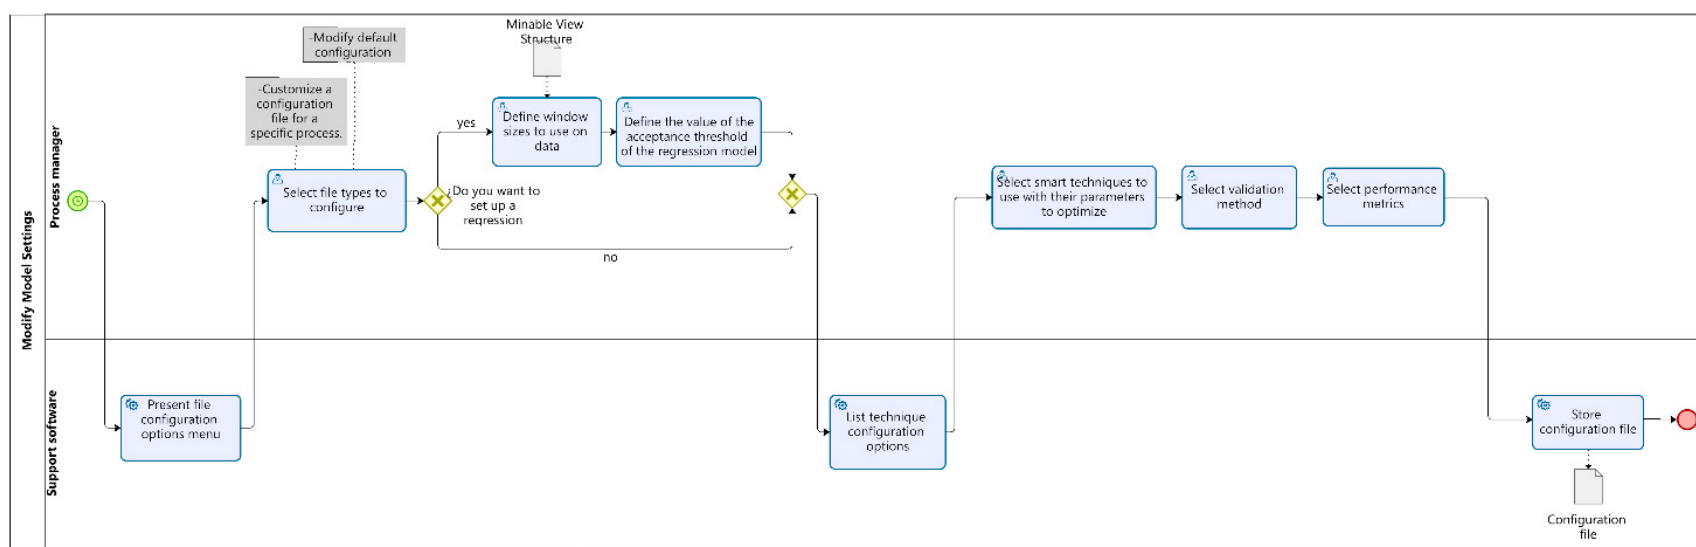 Modify Model Settings
Process manager
Support software
-Modify default
configuration
-Customize a
configuration
file for a
specific process.
Minable View
Structure
Select file types to
configure
Do you want to
set up a
regression
yes
no
Define window
sizes to use on
data
Define the value of the
acceptance threshold
of the regression model
Select smart techniques to
use with their parameters
to optimize
Select validation
method
Select performance
metrics
Present file
configuration
options menu
List technique
configuration
options
Store
configuration file
Configuration
file